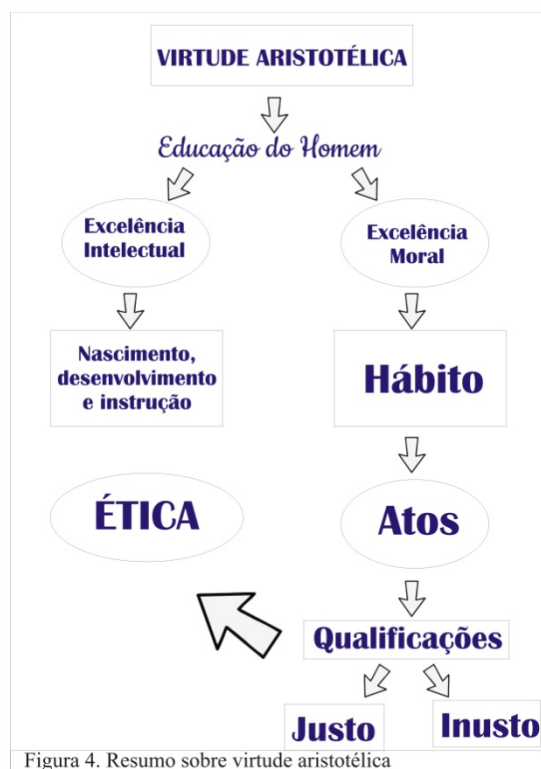 VIRTUDE ARISTOTÉLICA
Educação do Homem
Excelência
Intelectual
Excelência
Moral
Nascimento,
desenvolvimento
e instrução
Hábito
ÉTICA
Atos
Qualificações
Justo
Inusto
Figura 4. Resumo sobre virtude aristotélica